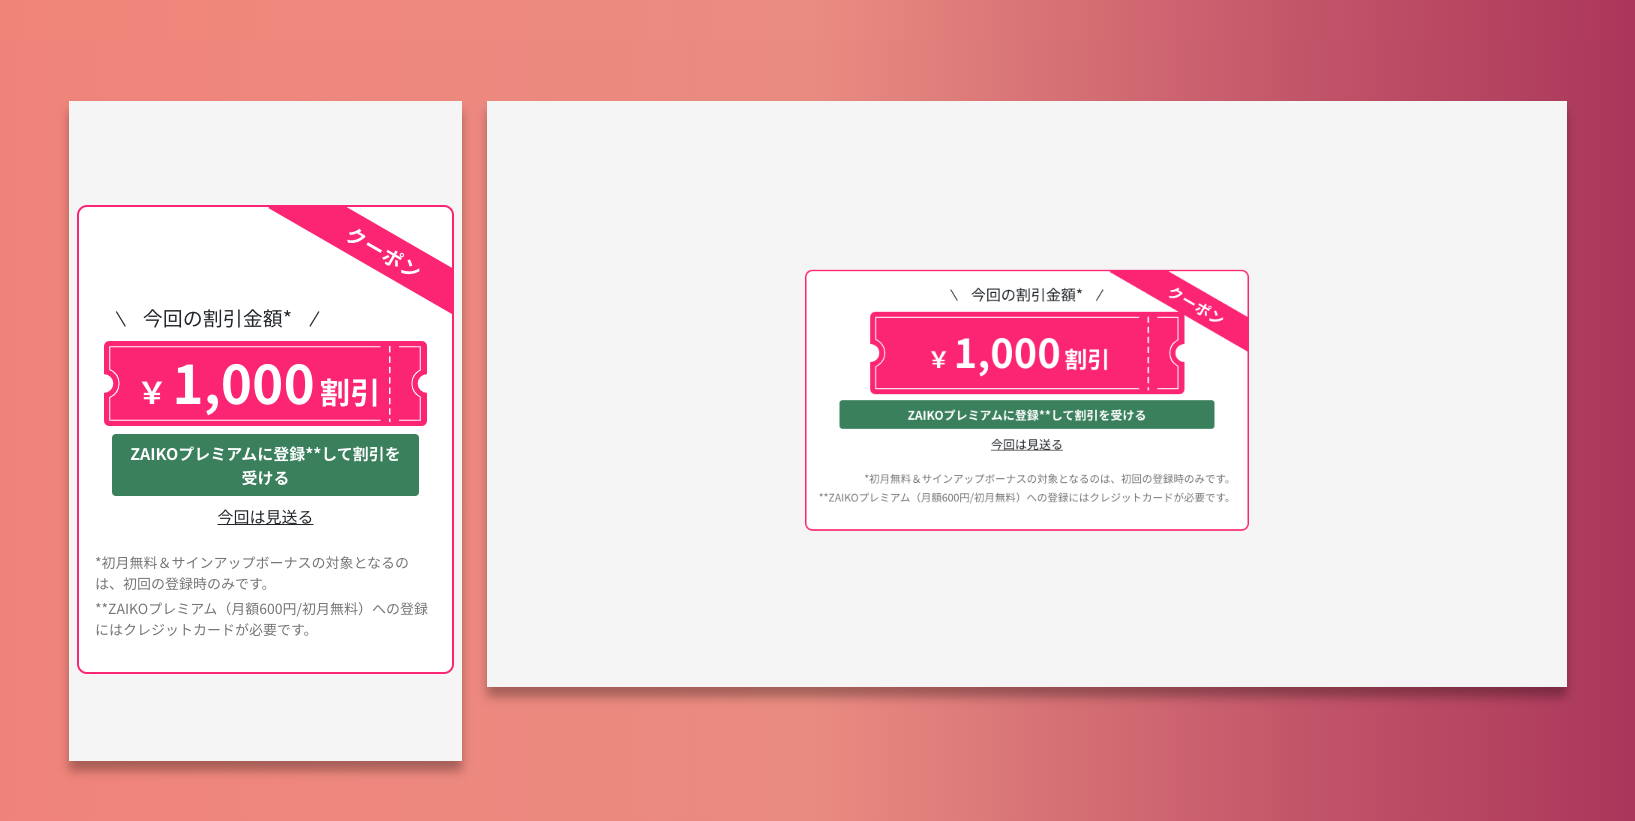 クーポン
\ 今回の割引金額* /
¥ 1,000 割引
ZAIKOプレミアムに登録**して割引を
受ける
今回は見送る
*初月無料＆サインアップボーナスの対象となるの
は、初回の登録時のみです。
**ZAIKOプレミアム（月額600円/初月無料）への登録
にはクレジットカードが必要です。
クーポン
\ 今回の割引金額* /
¥ 1,000 割引
ZAIKOプレミアムに登録**して割引を受ける
今回は見送る
*初月無料＆サインアップボーナスの対象となるのは、初回の登録時のみです。
**ZAIKOプレミアム（月額600円/初月無料）への登録にはクレジットカードが必要です。